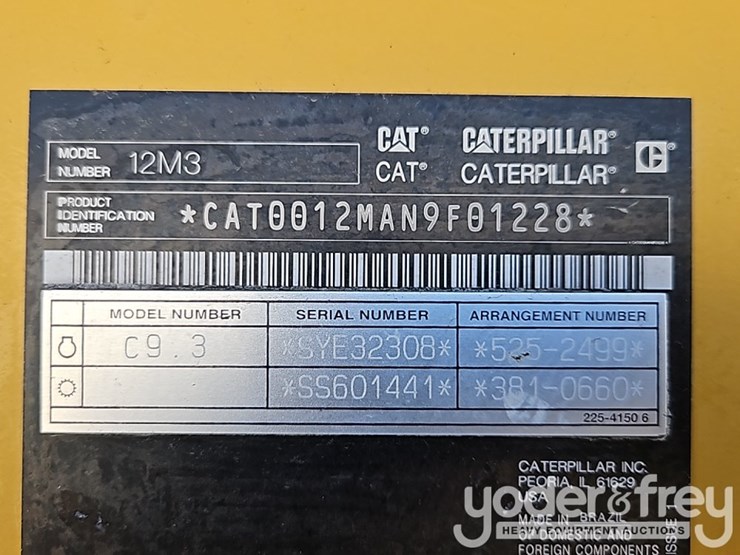 MODEL NUMBER 12M3
CAT® CATERPILLAR®
CAT® CATERPILLAR®
C®
PRODUCT IDENTIFICATION NUMBER *CAT0012MAN9F01228*
MODEL NUMBER SERIAL NUMBER ARRANGEMENT NUMBER
C9.3 *SYE32308* *525-2499*
*SS601441* *381-0660*
225-4150 6
CATERPILLAR INC.
PEORIA, IL 61629
USA
MADE IN BRAZIL
OF DOMESTIC AND
FOREIGN COMPONENTS
ISSUE 1
yoder&frey
HEAVY EQUIPMENT AUCTIONS